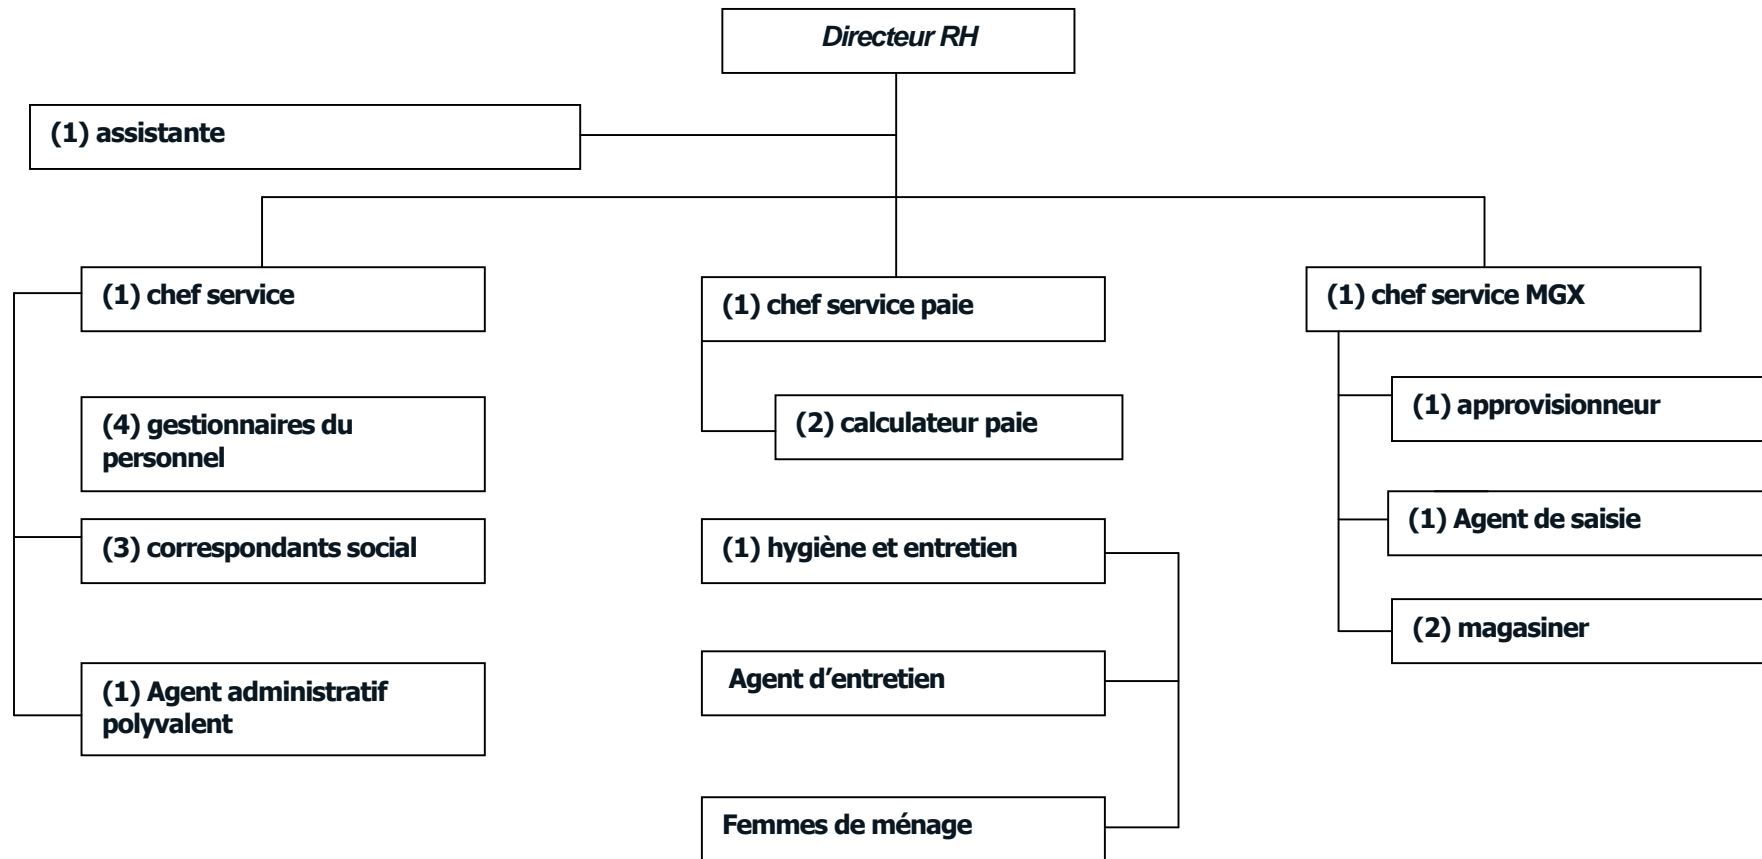 Directeur RH
(1) assistante
(1) chef service
(1) chef service paie
(1) chef service MGX
(4) gestionnaires du
personnel
(2) calculateur paie
(1) approvisionneur
(3) correspondants social
(1) hygiène et entretien
(1) Agent de saisie
(1) Agent administratif
polyvalent
Agent d’entretien
(2) magasiner
Femmes de ménage